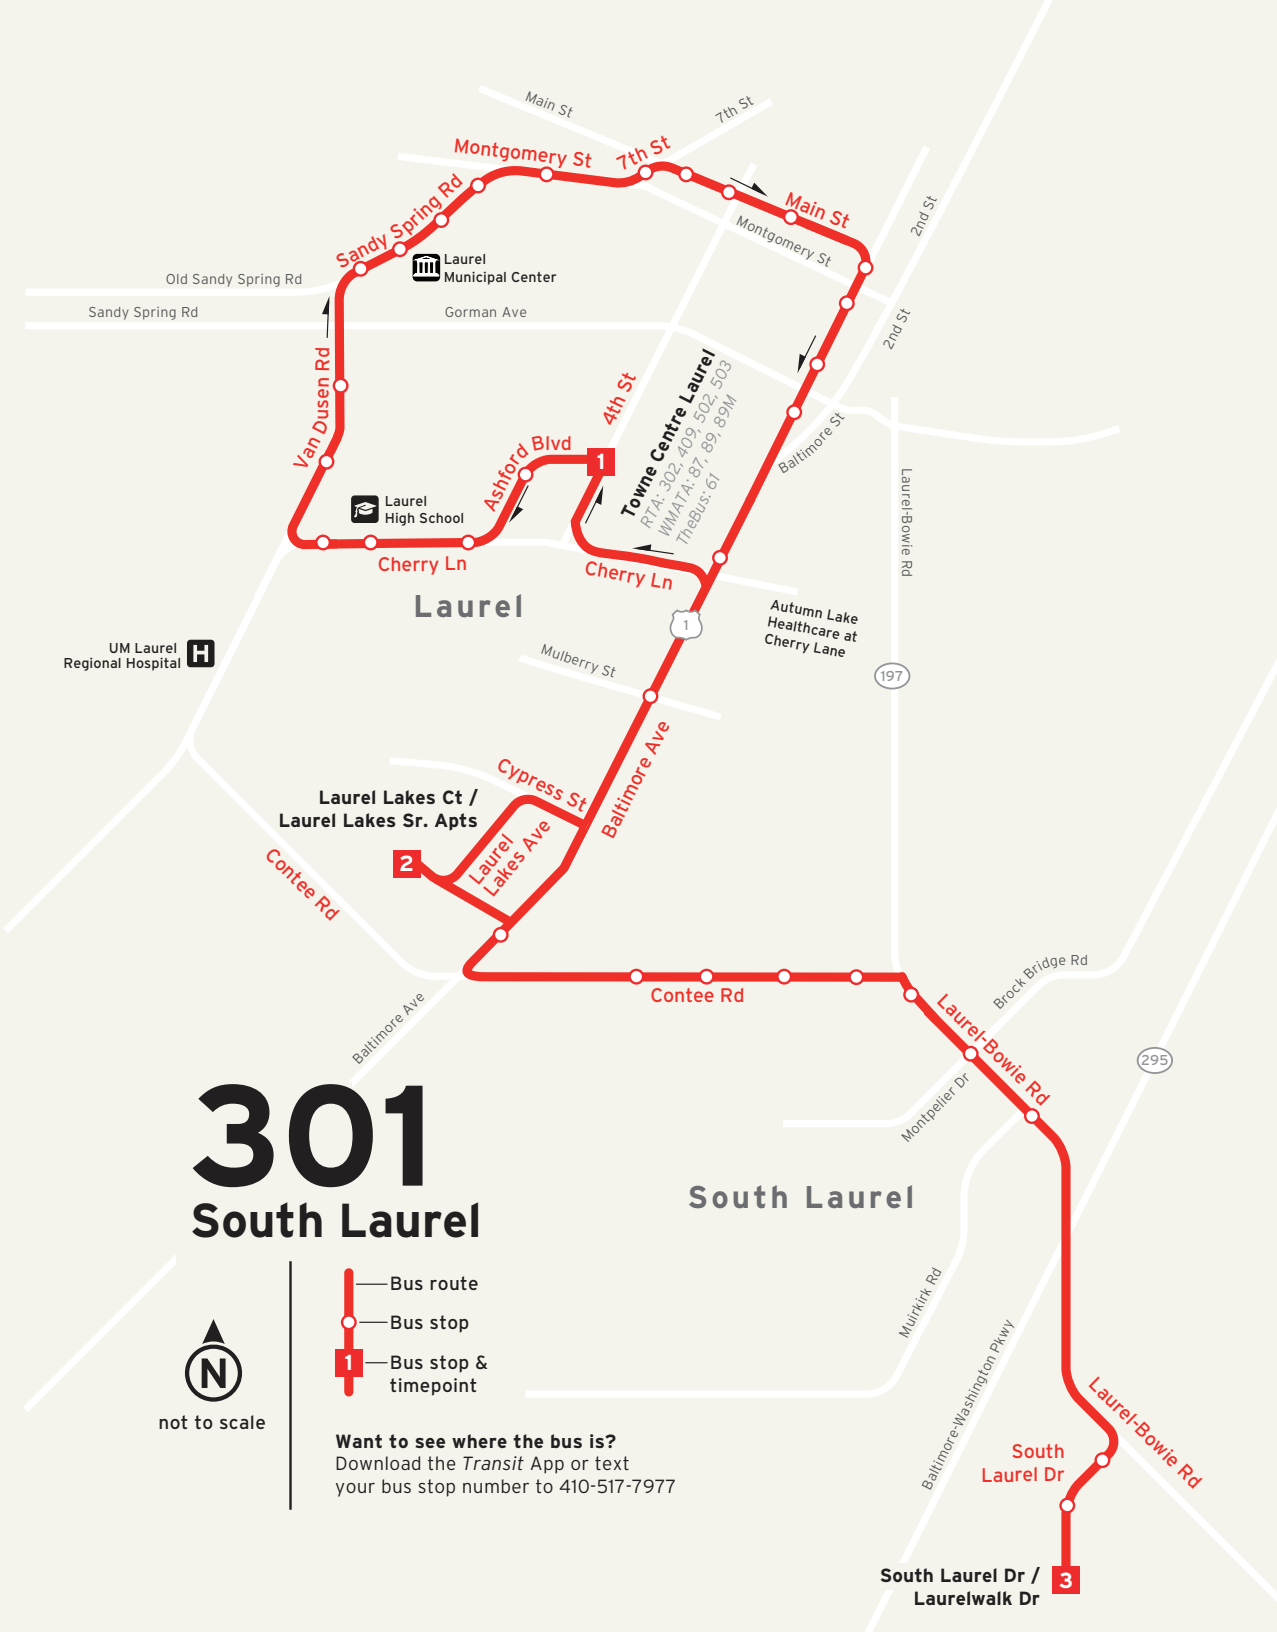 Main St
7th St
Montgomery St
7th St
Main St
Sandy Spring Rd
Montgomery St
2nd St
Laurel
Municipal Center
Old Sandy Spring Rd
Sandy Spring Rd
Gorman Ave
2nd St
Van Dusen Rd
4th St
Towne Centre Laurel
RTA: 302, 409, 502, 503
WMATA: 87, 89, 89M
TheBus: 61
Ashford Blvd
1
Baltimore St
Laurel-Bowie Rd
Laurel
High School
Cherry Ln
Cherry Ln
Laurel
1
Autumn Lake
Healthcare at
Cherry Lane
UM Laurel
Regional Hospital
H
Mulberry St
197
Baltimore Ave
Cypress St
Laurel Lakes Ct /
Laurel Lakes Sr. Apts
2
Laurel
Lakes Ave
Contee Rd
Contee Rd
Baltimore Ave
Brock Bridge Rd
Laurel-Bowie Rd
295
Montpelier Dr
301
South Laurel
South Laurel
Muirkirk Rd
Baltimore-Washington Pkwy
Bus route
Bus stop
1
Bus stop &
timepoint
N
not to scale
Want to see where the bus is?
Download the Transit App or text
your bus stop number to 410-517-7977
Laurel-Bowie Rd
South
Laurel Dr
South Laurel Dr /
Laurelwalk Dr
3